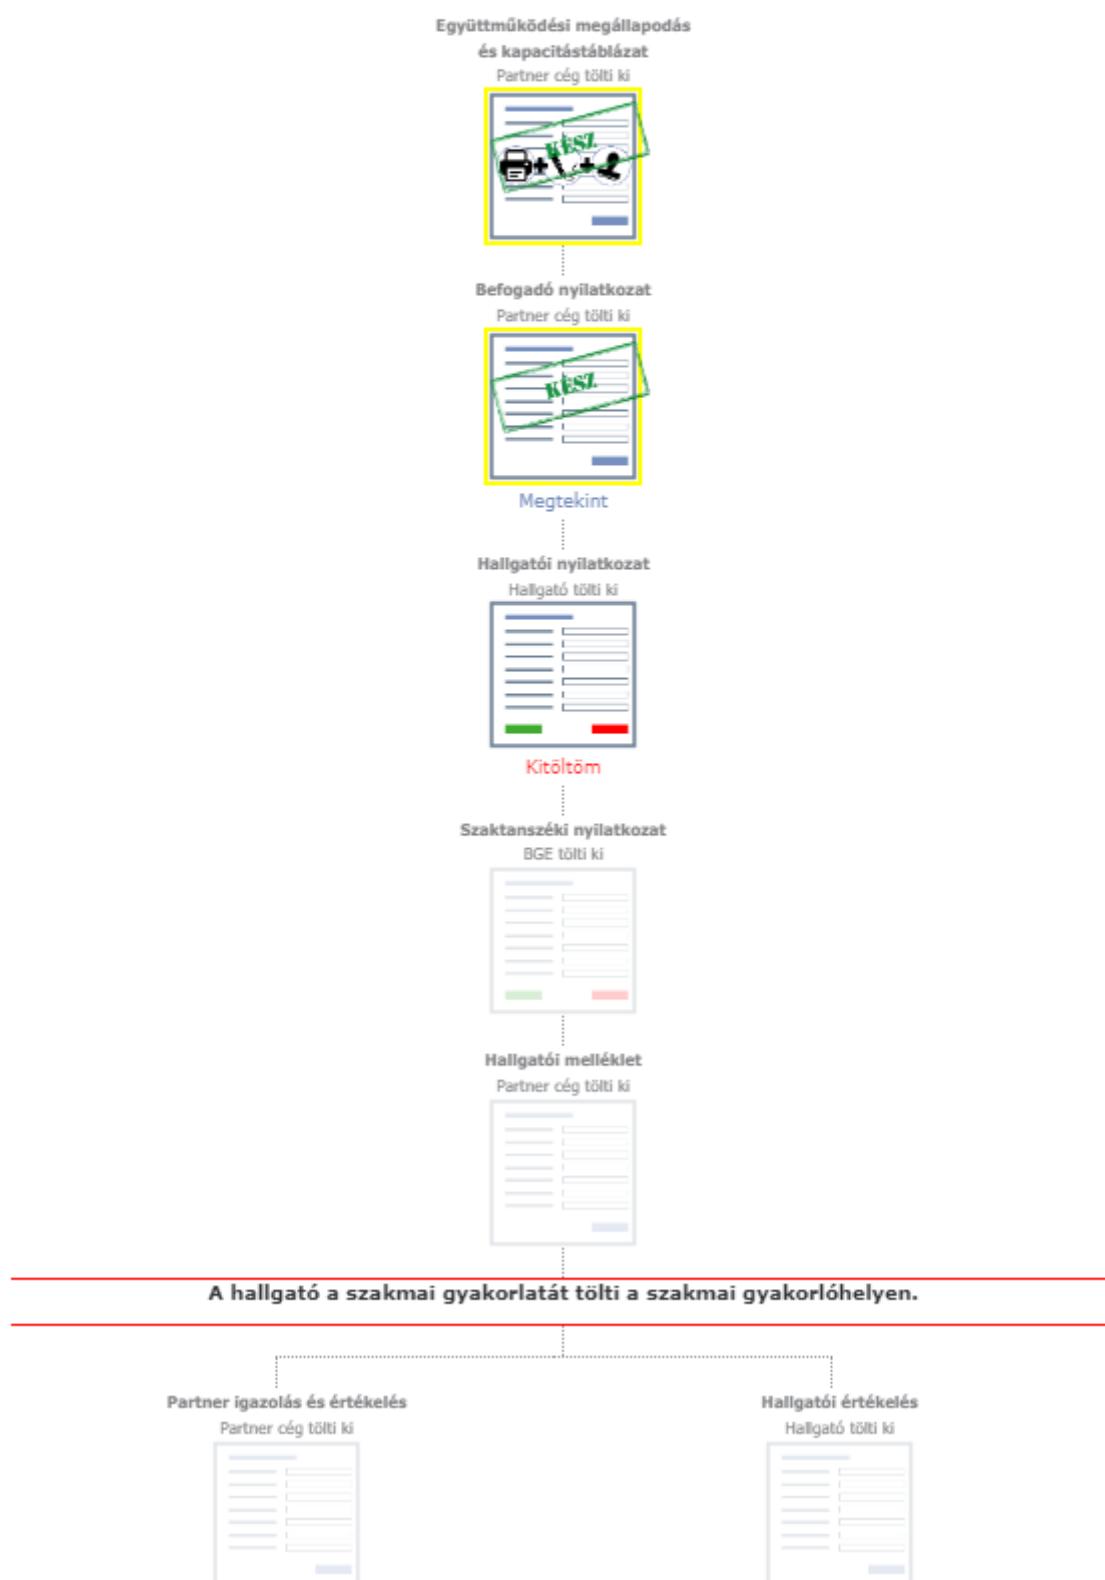 Együttműködési megállapodás
és kapacitástáblázat
Partner cég tölti ki
KÉSZ
Befogadó nyilatkozat
Partner cég tölti ki
KÉSZ
Megtekint
Hallgatói nyilatkozat
Hallgató tölti ki
Kitöltöm
Szaktanszéki nyilatkozat
BGE tölti ki
Hallgatói melléklet
Partner cég tölti ki
A hallgató a szakmai gyakorlatát tölti a szakmai gyakorlóhelyen.
Partner igazolás és értékelés
Partner cég tölti ki
Hallgatói értékelés
Hallgató tölti ki